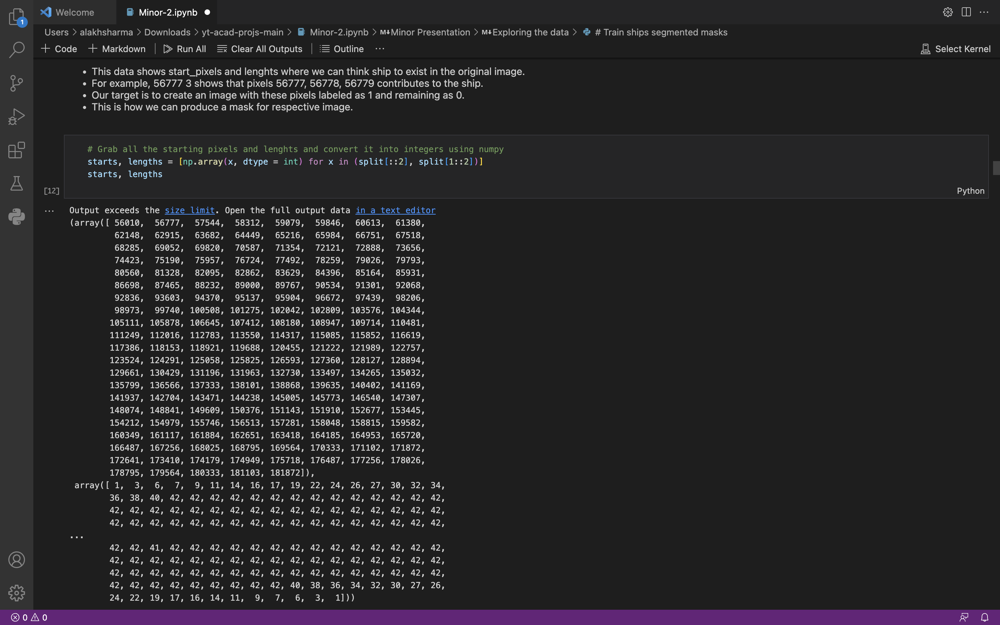 Welcome
Minor-2.ipynb
1
Users > alakhsharma > Downloads > yt-acad-projs-main > Minor-2.ipynb > M↓Minor Presentation > M↓Exploring the data > # Train ships segmented masks
+ Code + Markdown | Run All Clear All Outputs | Outline ... Select Kernel
• This data shows start_pixels and lenghts where we can think ship to exist in the original image.
• For example, 56777 3 shows that pixels 56777, 56778, 56779 contributes to the ship.
• Our target is to create an image with these pixels labeled as 1 and remaining as 0.
• This is how we can produce a mask for respective image.
# Grab all the starting pixels and lenghts and convert it into integers using numpy
starts, lengths = [np.array(x, dtype = int) for x in (split[::2], split[1::2])]
starts, lengths
[12]
Python
... Output exceeds the size limit. Open the full output data in a text editor
(array([ 56010,  56777,  57544,  58312,  59079,  59846,  60613,  61380,
62148,  62915,  63682,  64449,  65216,  65984,  66751,  67518,
68285,  69052,  69820,  70587,  71354,  72121,  72888,  73656,
74423,  75190,  75957,  76724,  77492,  78259,  79026,  79793,
80560,  81328,  82095,  82862,  83629,  84396,  85164,  85931,
86698,  87465,  88232,  89000,  89767,  90534,  91301,  92068,
92836,  93603,  94370,  95137,  95904,  96672,  97439,  98206,
98973,  99740, 100508, 101275, 102042, 102809, 103576, 104344,
105111, 105878, 106645, 107412, 108180, 108947, 109714, 110481,
111249, 112016, 112783, 113550, 114317, 115085, 115852, 116619,
117386, 118153, 118921, 119688, 120455, 121222, 121989, 122757,
123524, 124291, 125058, 125825, 126593, 127360, 128127, 128894,
129661, 130429, 131196, 131963, 132730, 133497, 134265, 135032,
135799, 136566, 137333, 138101, 138868, 139635, 140402, 141169,
141937, 142704, 143471, 144238, 145005, 145773, 146540, 147307,
148074, 148841, 149609, 150376, 151143, 151910, 152677, 153445,
154212, 154979, 155746, 156513, 157281, 158048, 158815, 159582,
160349, 161117, 161884, 162651, 163418, 164185, 164953, 165720,
166487, 167256, 168025, 168795, 169564, 170333, 171102, 171872,
172641, 173410, 174179, 174949, 175718, 176487, 177256, 178026,
178795, 179564, 180333, 181103, 181872]),
array([ 1,  3,  6,  7,  9, 11, 14, 16, 17, 19, 22, 24, 26, 27, 30, 32, 34,
36, 38, 40, 42, 42, 42, 42, 42, 42, 42, 42, 42, 42, 42, 42, 42,
42, 42, 42, 42, 42, 42, 42, 42, 42, 42, 42, 42, 42, 42, 42, 42, 42,
42, 42, 42, 42, 42, 42, 42, 42, 42, 42, 42, 42, 42, 42, 42, 42, 42,
...
42, 42, 41, 42, 42, 42, 42, 42, 42, 42, 42, 42, 42, 42, 42, 42, 42,
42, 42, 42, 42, 42, 42, 42, 42, 42, 42, 42, 42, 42, 42, 42, 42, 42,
42, 42, 42, 42, 42, 42, 42, 42, 42, 42, 42, 42, 42, 42, 42, 42, 42,
42, 42, 42, 42, 42, 42, 42, 42, 42, 40, 38, 36, 34, 32, 30, 27, 26,
24, 22, 19, 17, 16, 14, 11,  9,  7,  6,  3,  1]))
0 0